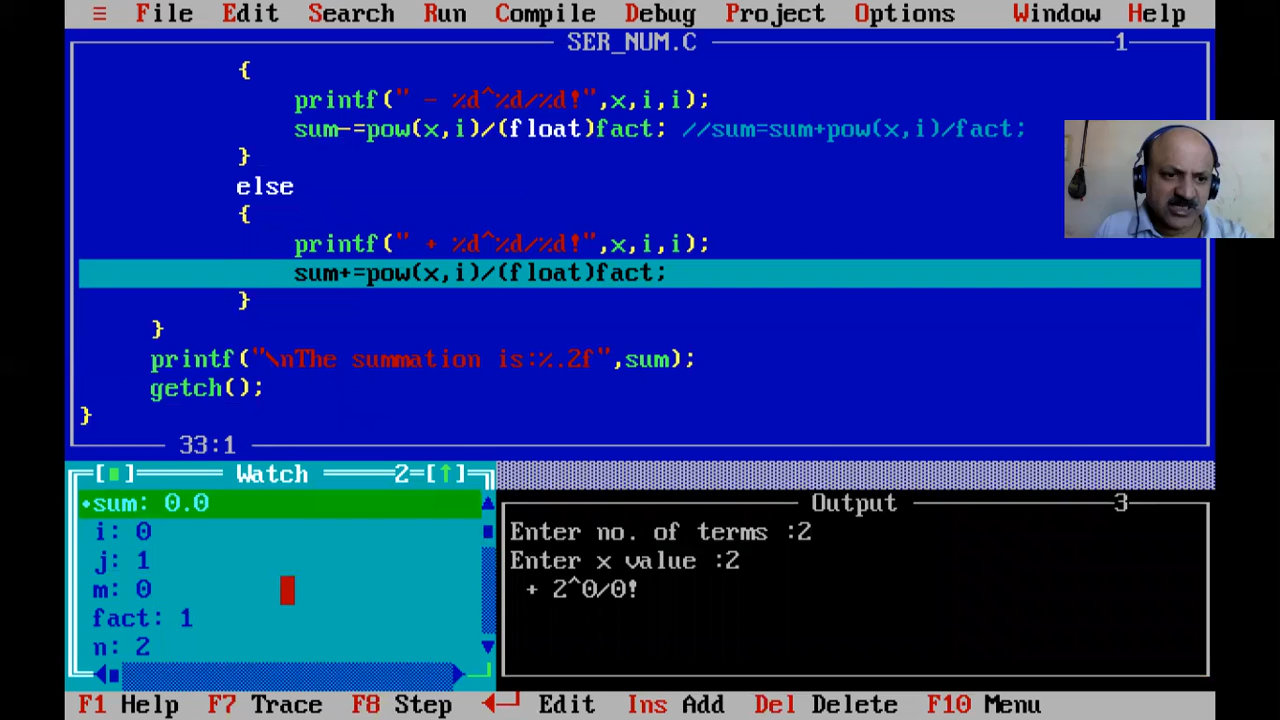 ≡ File Edit Search Run Compile Debug Project Options Window Help
SER_NUM.C 1
{
printf(" - %d^%d/%d!",x,i,i);
sum-=pow(x,i)/(float)fact; //sum=sum+pow(x,i)/fact;
}
else
{
printf(" + %d^%d/%d!",x,i,i);
sum+=pow(x,i)/(float)fact;
}
}
printf("\nThe summation is:%.2f",sum);
getch();
}
33:1
[■] Watch 2=[↑]
•sum: 0.0
i: 0
j: 1
m: 0
fact: 1
n: 2
Output 3
Enter no. of terms :2
Enter x value :2
+ 2^0/0!
F1 Help F7 Trace F8 Step ◄─┘ Edit Ins Add Del Delete F10 Menu